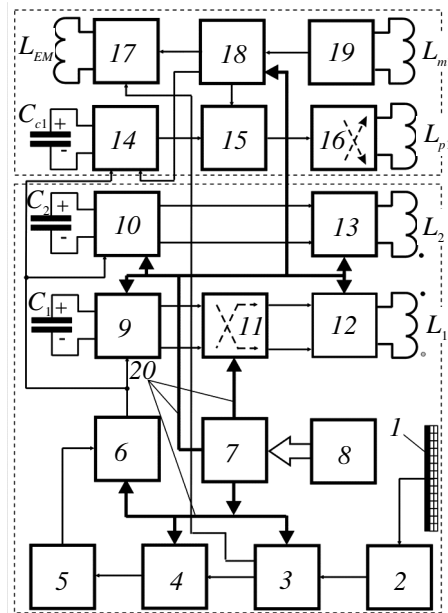 L_EM 17 18 19 L_m
C_c1 + - 14 15 16 L_p
C_2 + - 10 13 L_2
C_1 + - 9 11 12 L_1
20
6 7 8 1
5 4 3 2